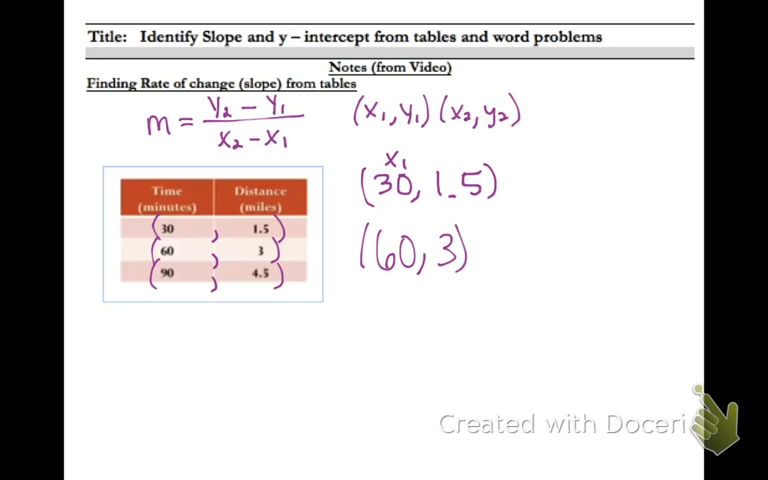 Title: Identify Slope and y – intercept from tables and word problems
Notes (from Video)
Finding Rate of change (slope) from tables
m = y₂ – y₁ / x₂ – x₁ (x₁, y₁) (x₂, y₂)
x₁
(30, 1.5)
(60, 3)
Time (minutes) Distance (miles)
(30 , 1.5)
(60 , 3)
(90 , 4.5)
Created with Doceri